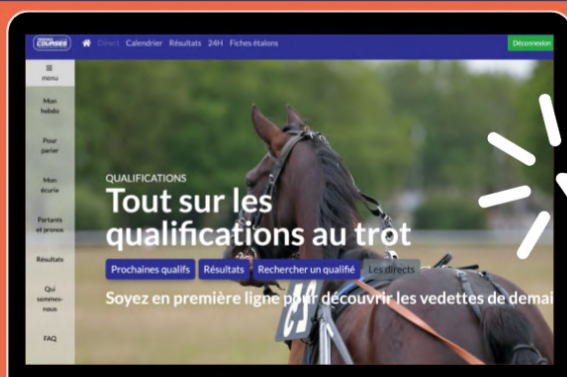 COURSES
Direct Calendrier Résultats 24H Fiches étalons
Déconnexion
menu
Mon
hebdo
Pour
parier
Mon
écurie
Partants
et pronos
Résultats
Qui
sommes-
nous
FAQ
QUALIFICATIONS
Tout sur les
qualifications au trot
Prochaines qualifs Résultats Rechercher un qualifié Les directs
Soyez en première ligne pour découvrir les vedettes de demai